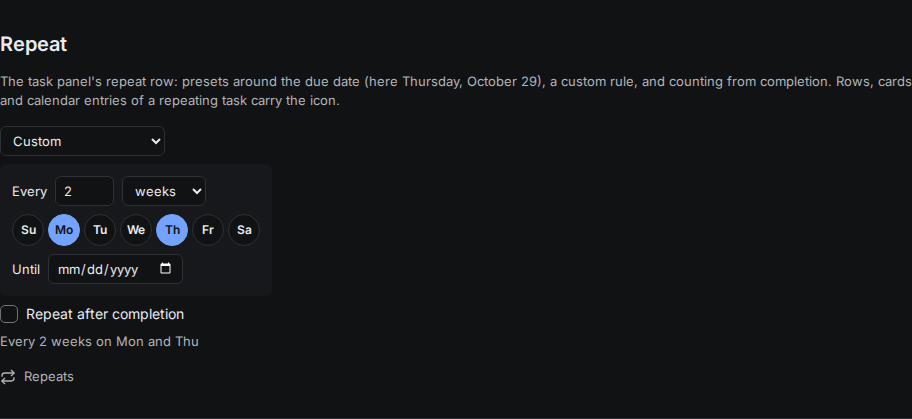 Repeat
The task panel's repeat row: presets around the due date (here Thursday, October 29), a custom rule, and counting from completion. Rows, cards
and calendar entries of a repeating task carry the icon.
Custom
Every 2 weeks
Su Mo Tu We Th Fr Sa
Until mm/dd/yyyy
Repeat after completion
Every 2 weeks on Mon and Thu
Repeats